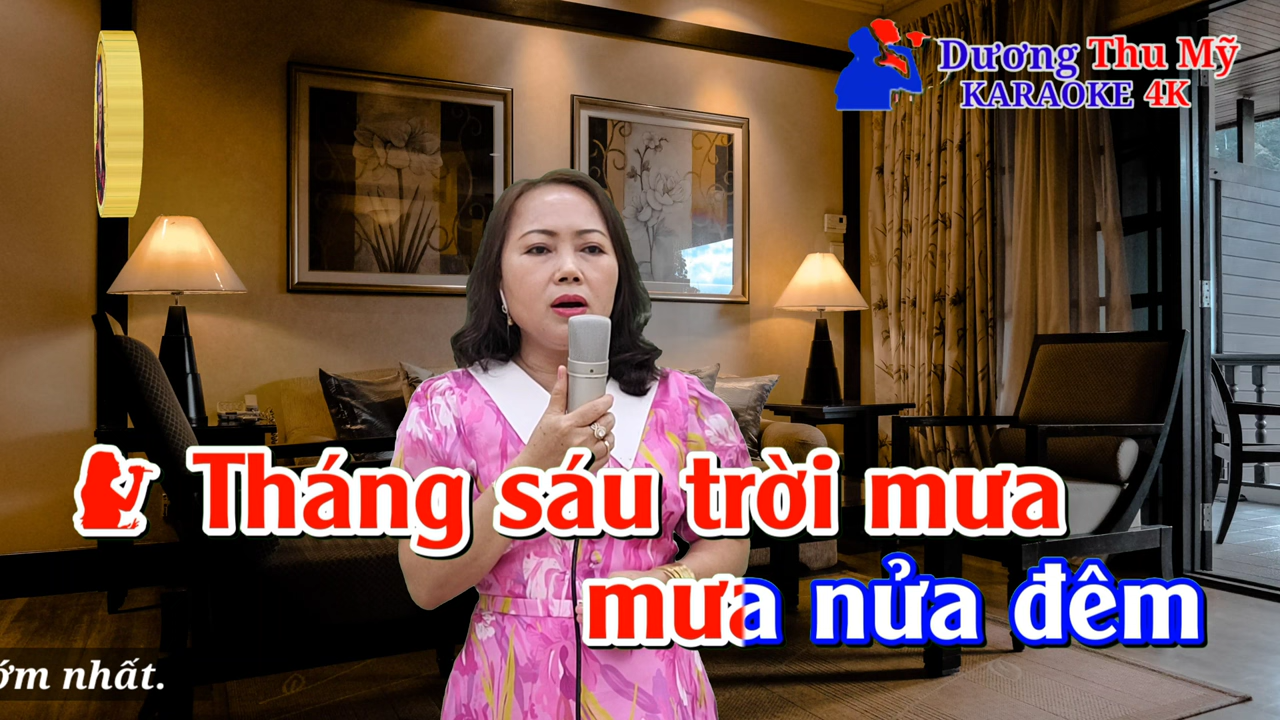 Dương Thu Mỹ
KARAOKE 4K
Tháng sáu trời mưa
mưa nửa đêm
ớm nhất.